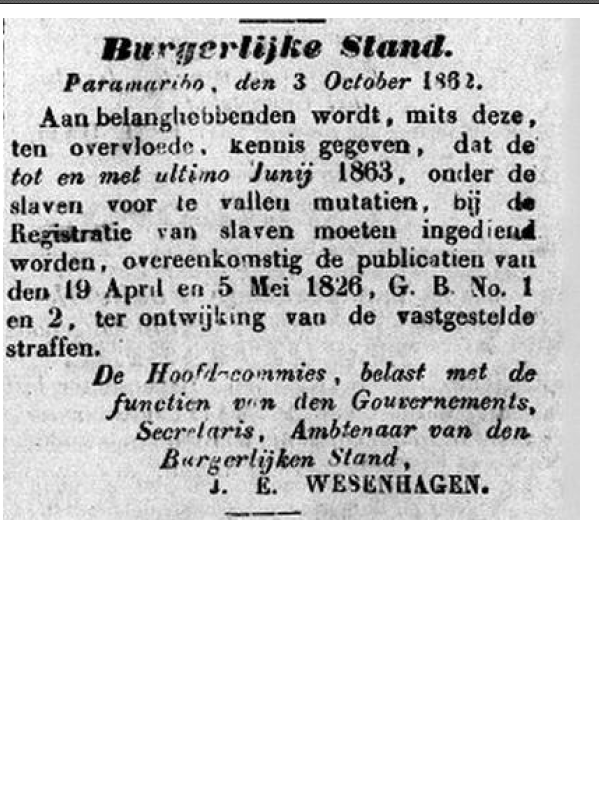 Burgerlijke Stand.
Paramaribo, den 3 October 1862.
Aan belanghebbenden wordt, mits deze,
ten overvloede, kennis gegeven, dat de
tot en met ultimo Junij 1863, onder de
slaven voor te vallen mutatien, bij de
Registratie van slaven moeten ingediend
worden, overeenkomstig de publicatien van
den 19 April en 5 Mei 1826, G. B. No. 1
en 2, ter ontwijking van de vastgestelde
straffen.
De Hoofd-commies, belast met de
functien van den Gouvernements,
Secretaris, Ambtenaar van den
Burgerlijken Stand,
J. E. WESENHAGEN.